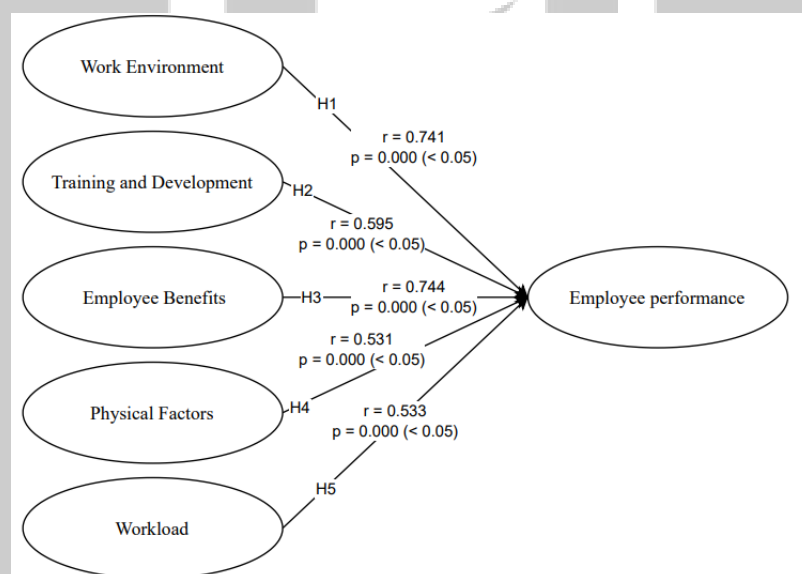 Work Environment
H1
r = 0.741
p = 0.000 (< 0.05)
Training and Development
H2
r = 0.595
p = 0.000 (< 0.05)
Employee Benefits
H3
r = 0.744
p = 0.000 (< 0.05)
Employee performance
r = 0.531
p = 0.000 (< 0.05)
Physical Factors
H4
r = 0.533
p = 0.000 (< 0.05)
H5
Workload